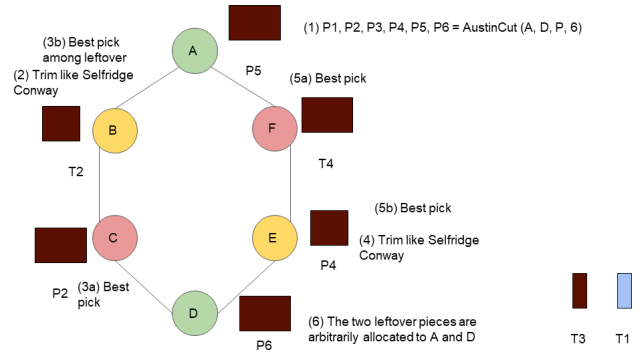 (1) P1, P2, P3, P4, P5, P6 = AustinCut (A, D, P, 6)
(3b) Best pick
among leftover
(2) Trim like Selfridge
Conway
A
P5
(5a) Best pick
B
F
T2
T4
(5b) Best pick
(4) Trim like Selfridge
Conway
C
E
P4
P2
(3a) Best
pick
D
P6
(6) The two leftover pieces are
arbitrarily allocated to A and D
T3
T1